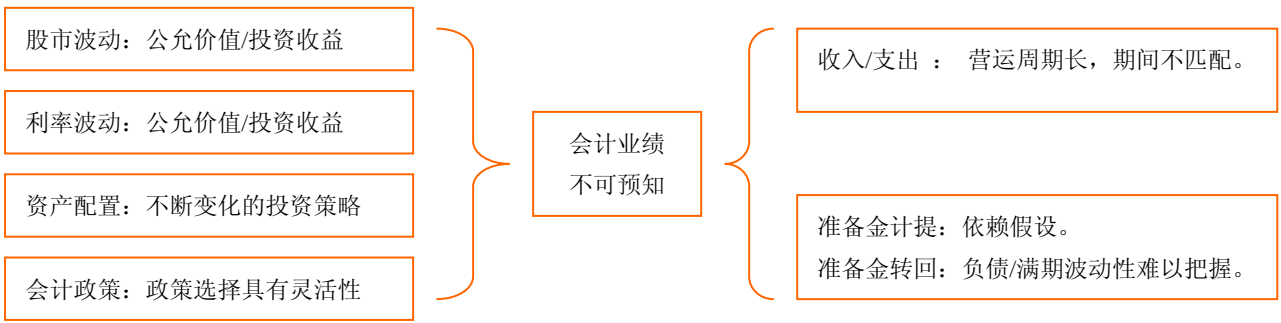 股市波动：公允价值/投资收益
利率波动：公允价值/投资收益
资产配置：不断变化的投资策略
会计政策：政策选择具有灵活性
会计业绩
不可预知
收入/支出 ： 营运周期长，期间不匹配。
准备金计提：依赖假设。
准备金转回：负债/满期波动性难以把握。